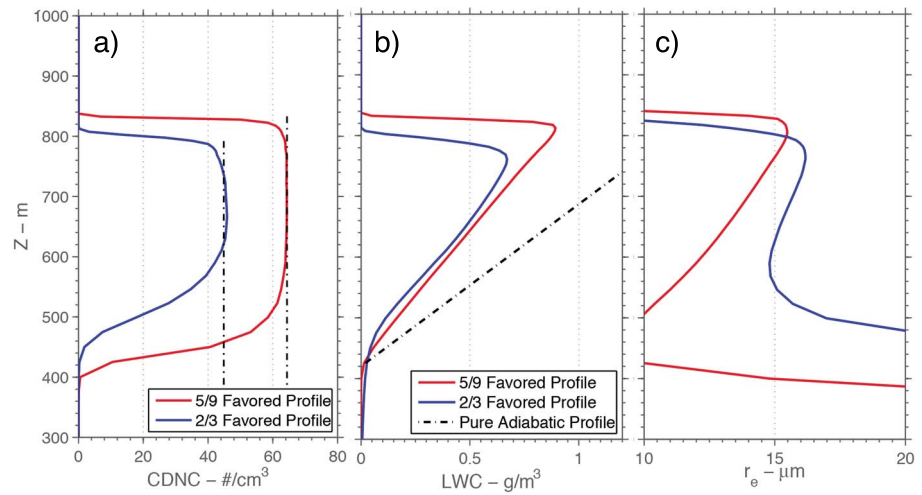 a)
b)
c)
1000
900
800
700
600
500
400
300
Z – m
5/9 Favored Profile
2/3 Favored Profile
5/9 Favored Profile
2/3 Favored Profile
Pure Adiabatic Profile
0 20 40 60 80
0 0.5 1
10 15 20
CDNC – #/cm³
LWC – g/m³
rₑ – μm